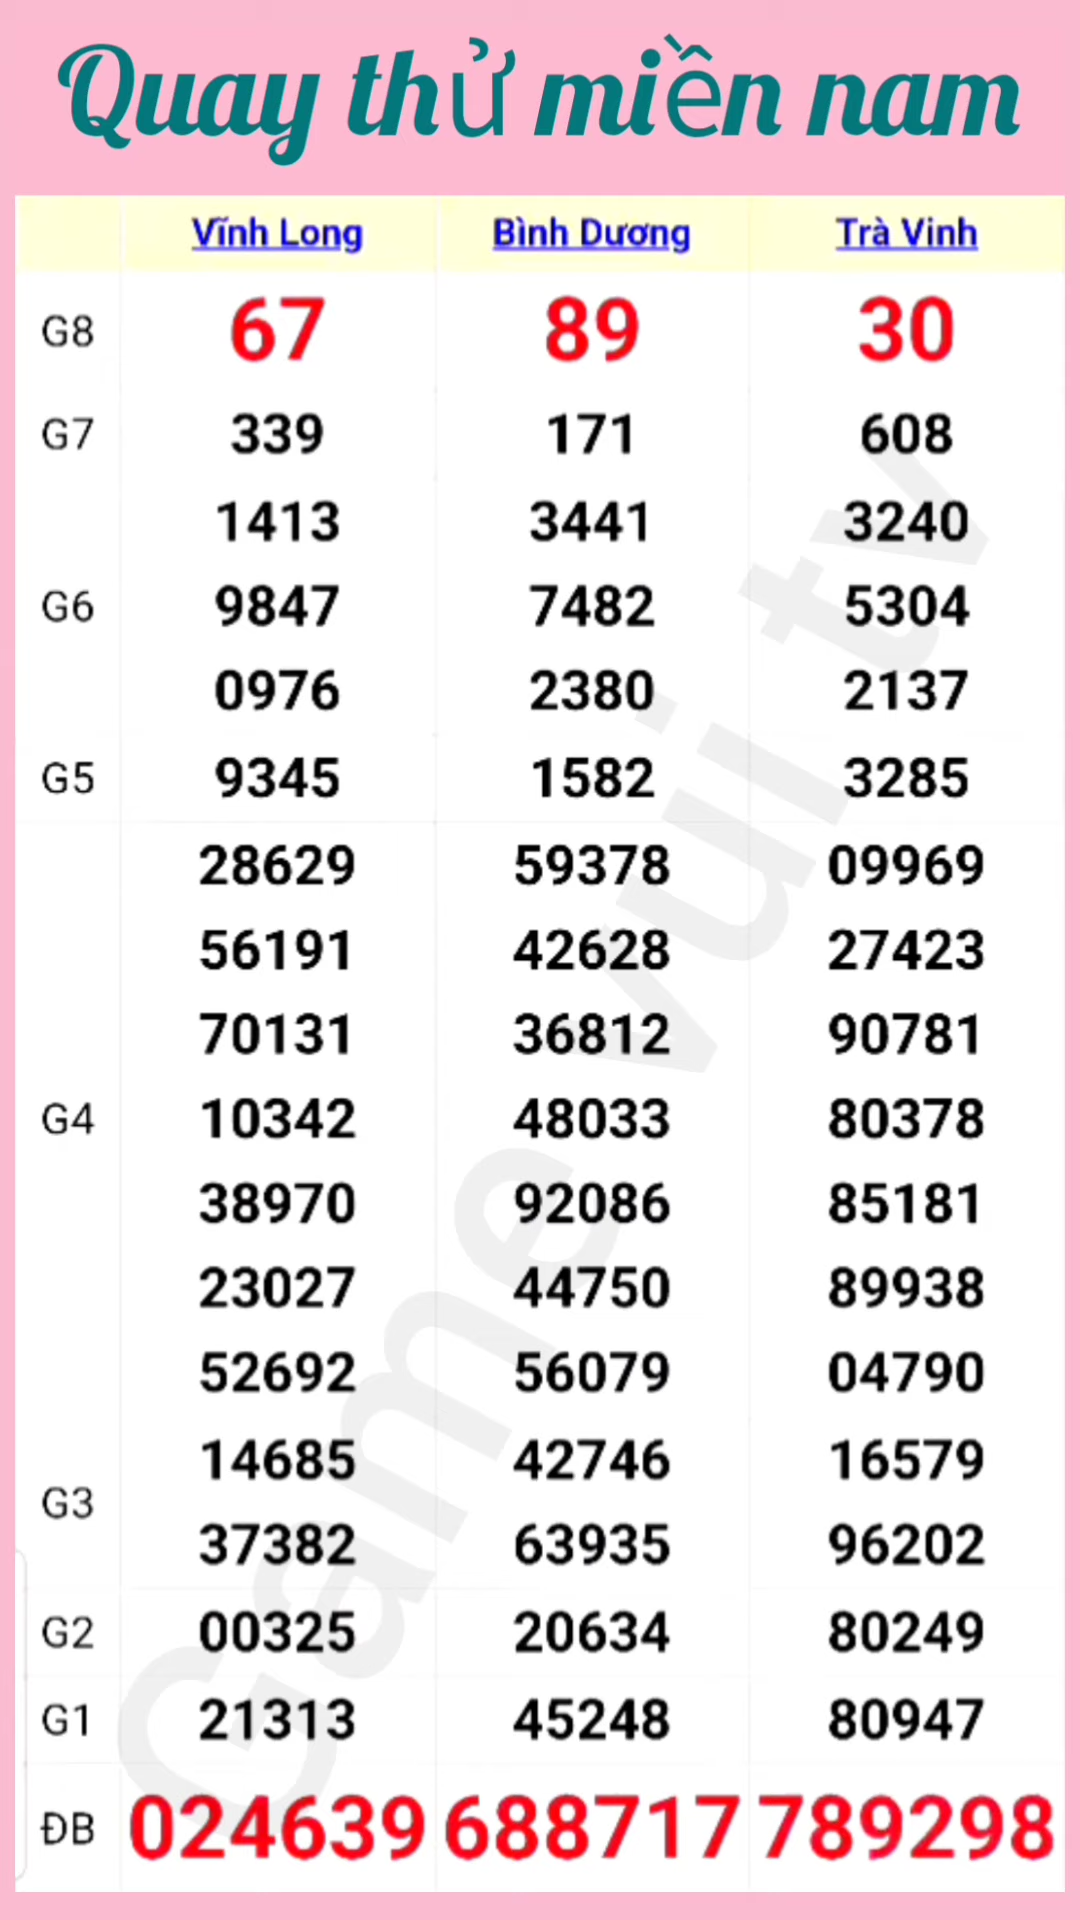 Quay thử miền nam
Vĩnh Long Bình Dương Trà Vinh
G8 67 89 30
G7 339 171 608
1413 3441 3240
G6 9847 7482 5304
0976 2380 2137
G5 9345 1582 3285
28629 59378 09969
56191 42628 27423
70131 36812 90781
G4 10342 48033 80378
38970 92086 85181
23027 44750 89938
52692 56079 04790
14685 42746 16579
G3
37382 63935 96202
G2 00325 20634 80249
G1 21313 45248 80947
ĐB 024639 688717 789298
Game vui tv